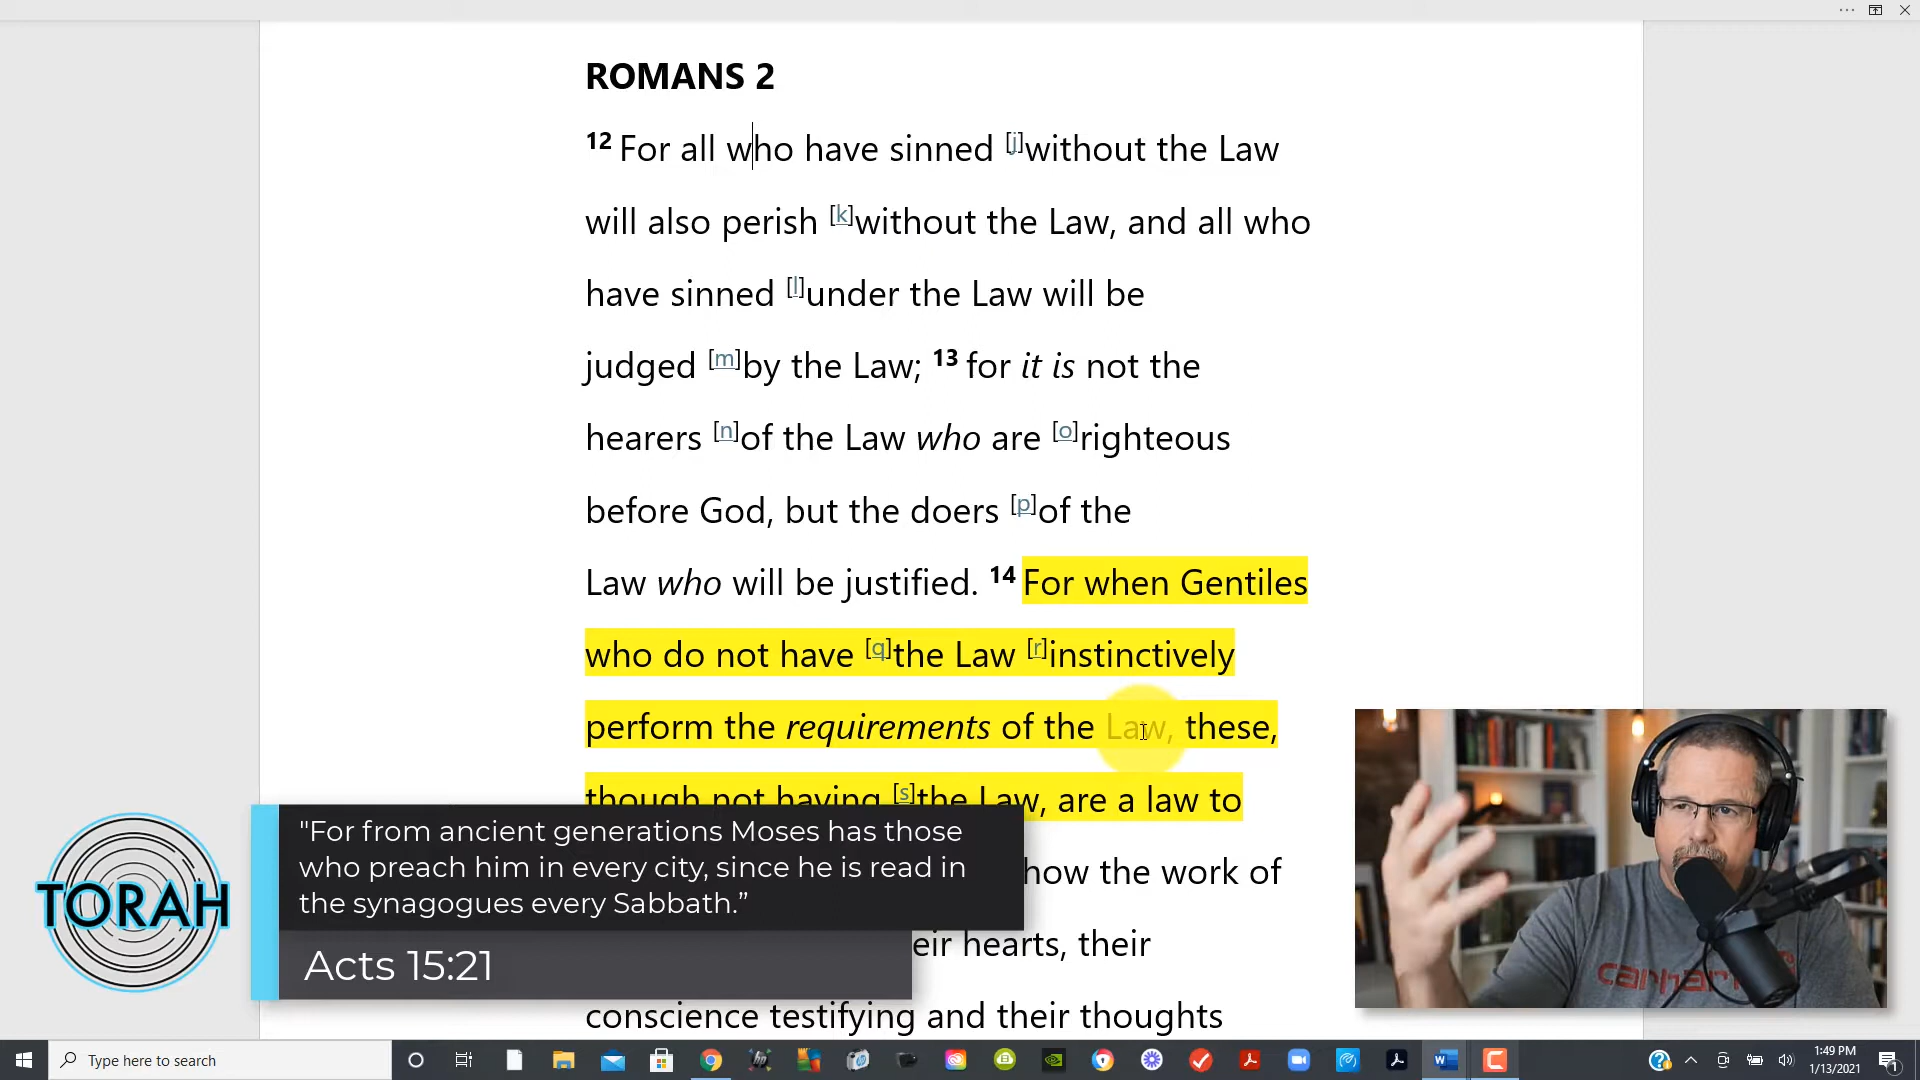 ROMANS 2
12 For all who have sinned [j]without the Law
will also perish [k]without the Law, and all who
have sinned [l]under the Law will be
judged [m]by the Law; 13 for it is not the
hearers [n]of the Law who are [o]righteous
before God, but the doers [p]of the
Law who will be justified. 14 For when Gentiles
who do not have [q]the Law [r]instinctively
perform the requirements of the Law, these,
though not having [s]the Law, are a law to
how the work of
eir hearts, their
conscience testifying and their thoughts
TORAH
"For from ancient generations Moses has those
who preach him in every city, since he is read in
the synagogues every Sabbath.”
Acts 15:21
carhar
Type here to search
1:49 PM
1/13/2021